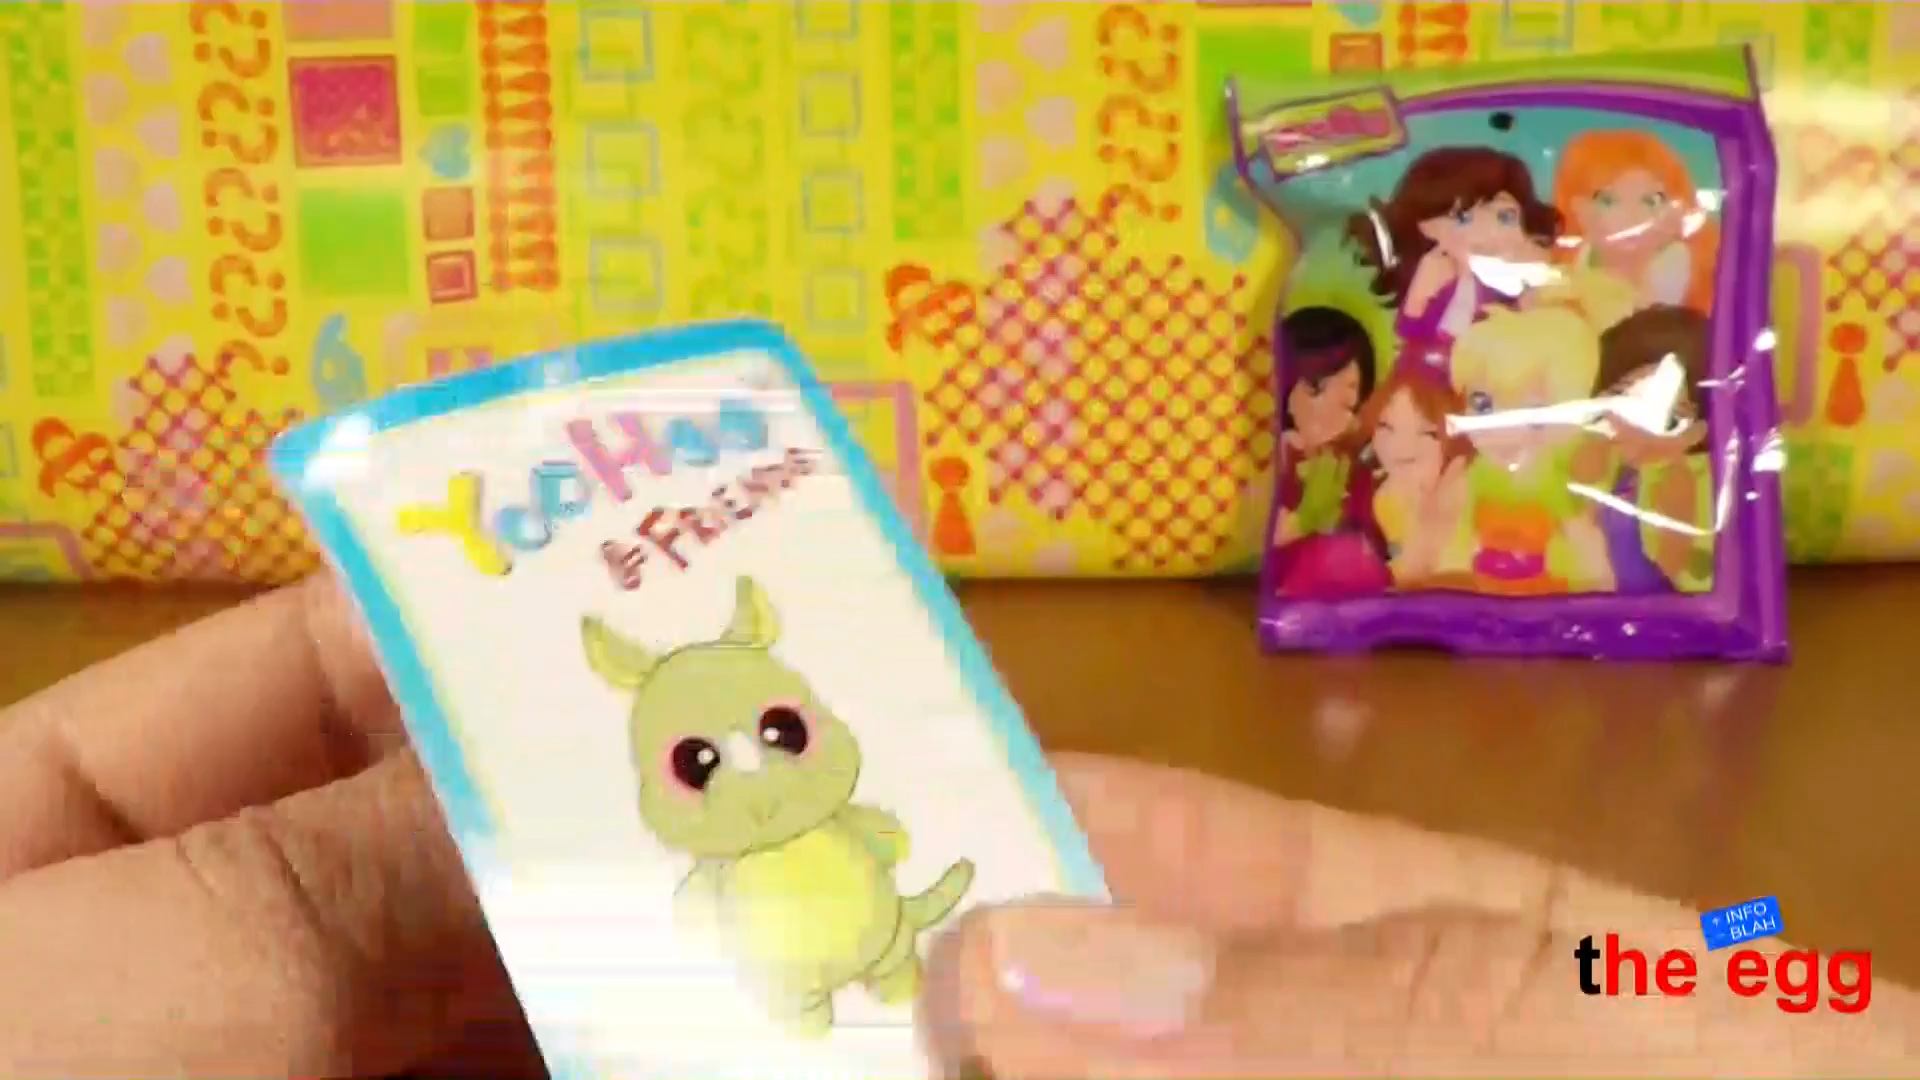 YooHoo
& FRIENDS
+ INFO
- BLAH
the egg